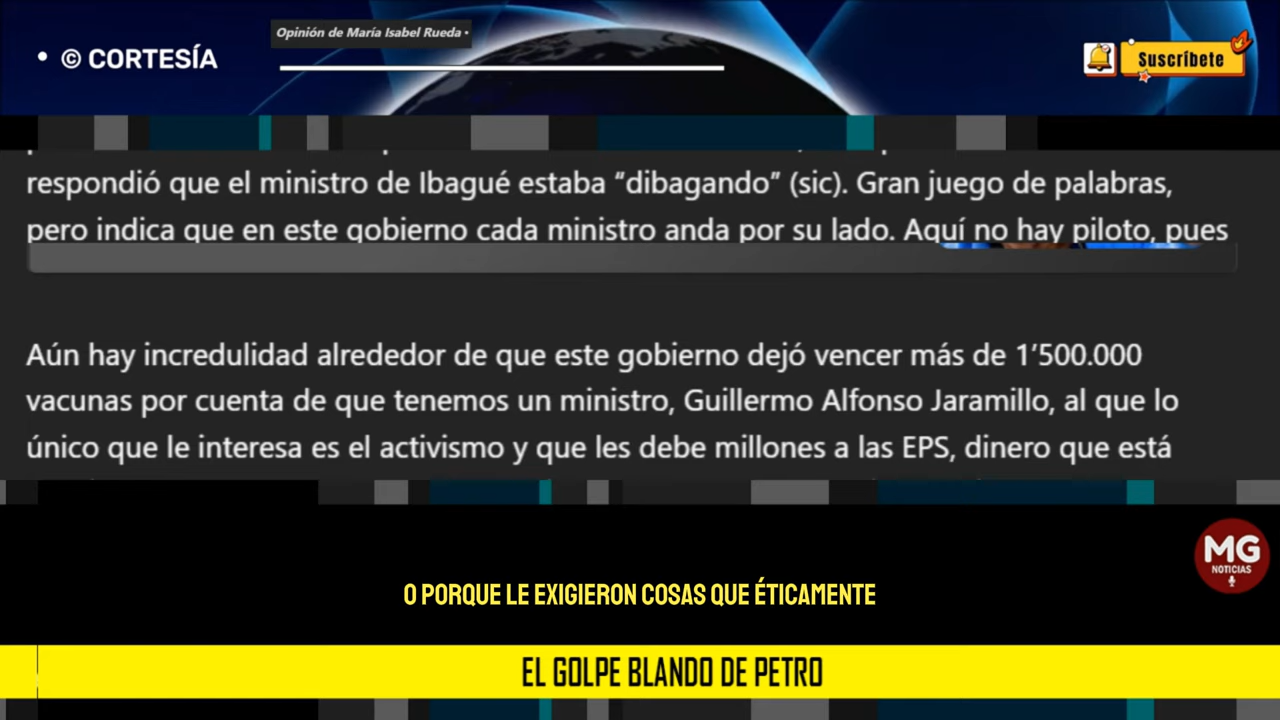 Opinión de María Isabel Rueda •
• © CORTESÍA
Suscríbete
respondió que el ministro de Ibagué estaba “dibagando” (sic). Gran juego de palabras,
pero indica que en este gobierno cada ministro anda por su lado. Aquí no hay piloto, pues
Aún hay incredulidad alrededor de que este gobierno dejó vencer más de 1’500.000
vacunas por cuenta de que tenemos un ministro, Guillermo Alfonso Jaramillo, al que lo
único que le interesa es el activismo y que les debe millones a las EPS, dinero que está
MG
NOTICIAS
O PORQUE LE EXIGIERON COSAS QUE ÉTICAMENTE
EL GOLPE BLANDO DE PETRO